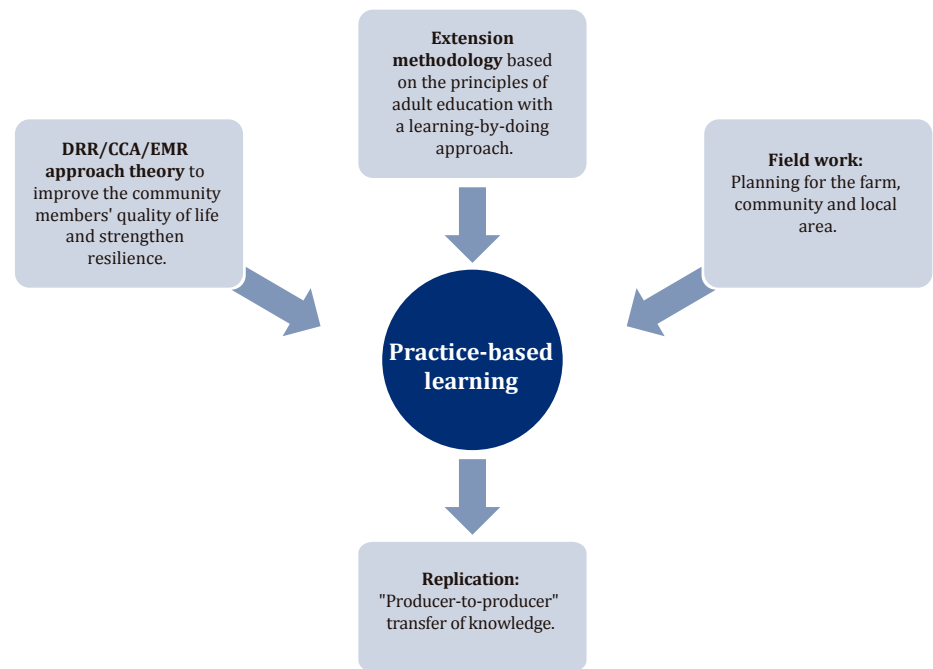 Extension
methodology based
on the principles of
adult education with
a learning-by-doing
approach.
DRR/CCA/EMR
approach theory to
improve the community
members' quality of life
and strengthen
resilience.
Field work:
Planning for the farm,
community and local
area.
Practice-based
learning
Replication:
"Producer-to-producer"
transfer of knowledge.